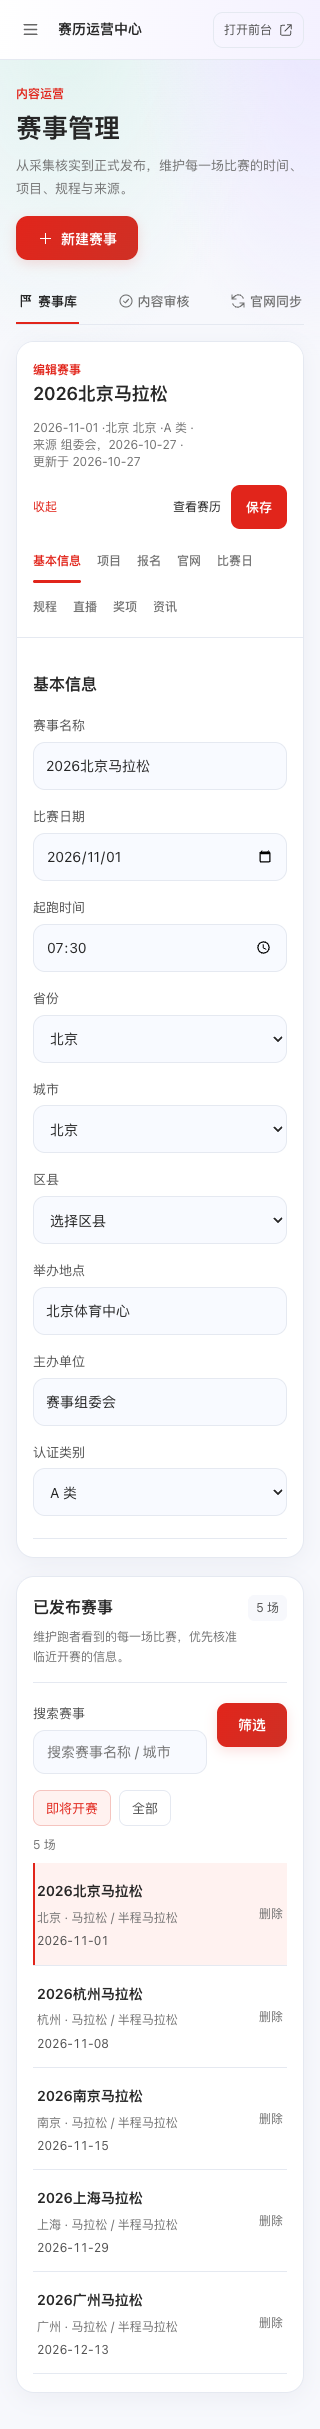 赛历运营中心
打开前台
内容运营
赛事管理
从采集核实到正式发布，维护每一场比赛的时间、
项目、规程与来源。
新建赛事
赛事库
内容审核
官网同步
编辑赛事
2026北京马拉松
2026-11-01 ·北京 北京 ·A 类 ·
来源 组委会，2026-10-27 ·
更新于 2026-10-27
收起
查看赛历
保存
基本信息
项目
报名
官网
比赛日
规程
直播
奖项
资讯
基本信息
赛事名称
2026北京马拉松
比赛日期
2026/11/01
起跑时间
07:30
省份
北京
城市
北京
区县
选择区县
举办地点
北京体育中心
主办单位
赛事组委会
认证类别
A 类
已发布赛事
5 场
维护跑者看到的每一场比赛，优先核准
临近开赛的信息。
搜索赛事
搜索赛事名称 / 城市
筛选
即将开赛
全部
5 场
2026北京马拉松
北京 · 马拉松 / 半程马拉松
2026-11-01
删除
2026杭州马拉松
杭州 · 马拉松 / 半程马拉松
2026-11-08
删除
2026南京马拉松
南京 · 马拉松 / 半程马拉松
2026-11-15
删除
2026上海马拉松
上海 · 马拉松 / 半程马拉松
2026-11-29
删除
2026广州马拉松
广州 · 马拉松 / 半程马拉松
2026-12-13
删除